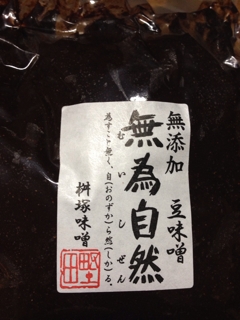 無添加 豆味噌
無為自然
むいしぜん
為すこと無く、自(おのずか)ら然(しか)る。
桝塚味噌